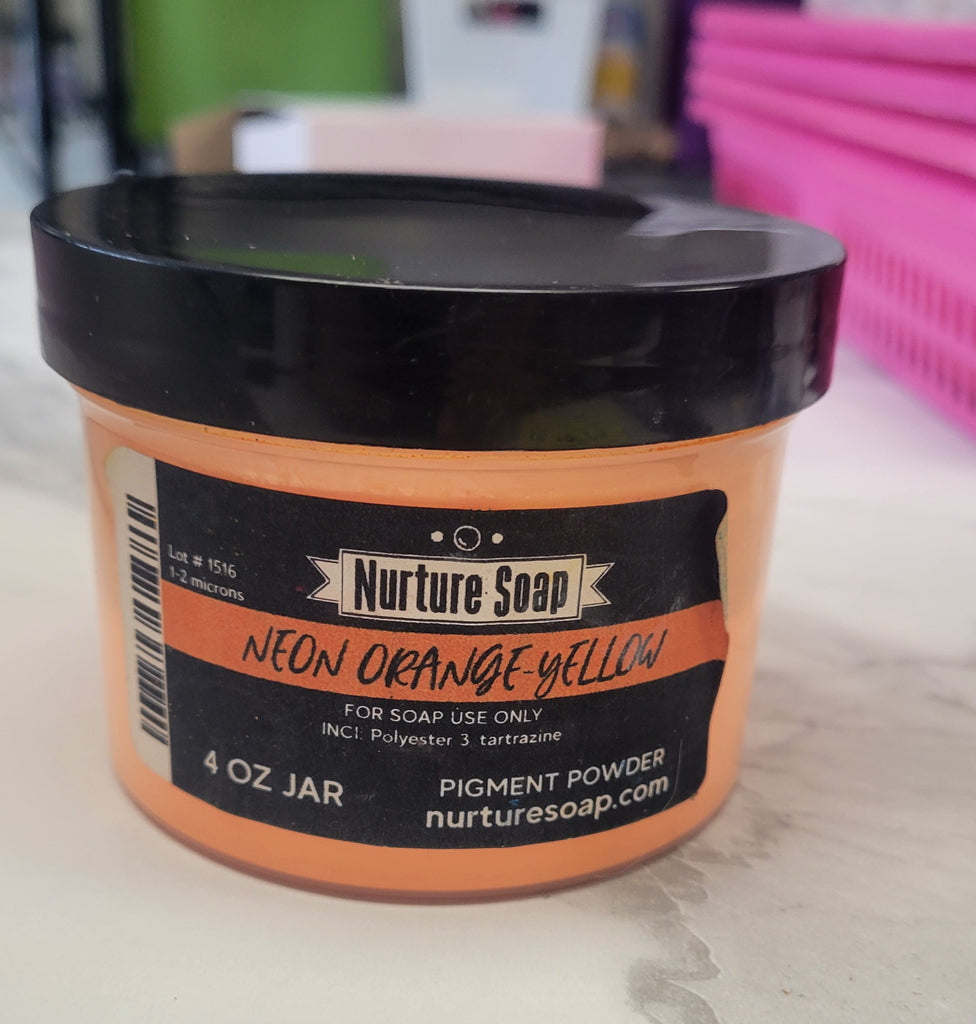 Lot # 1516
1-2 microns
Nurture Soap
NEON ORANGE-YELLOW
FOR SOAP USE ONLY
INCI: Polyester 3 tartrazine
4 OZ JAR
PIGMENT POWDER
nurturesoap.com